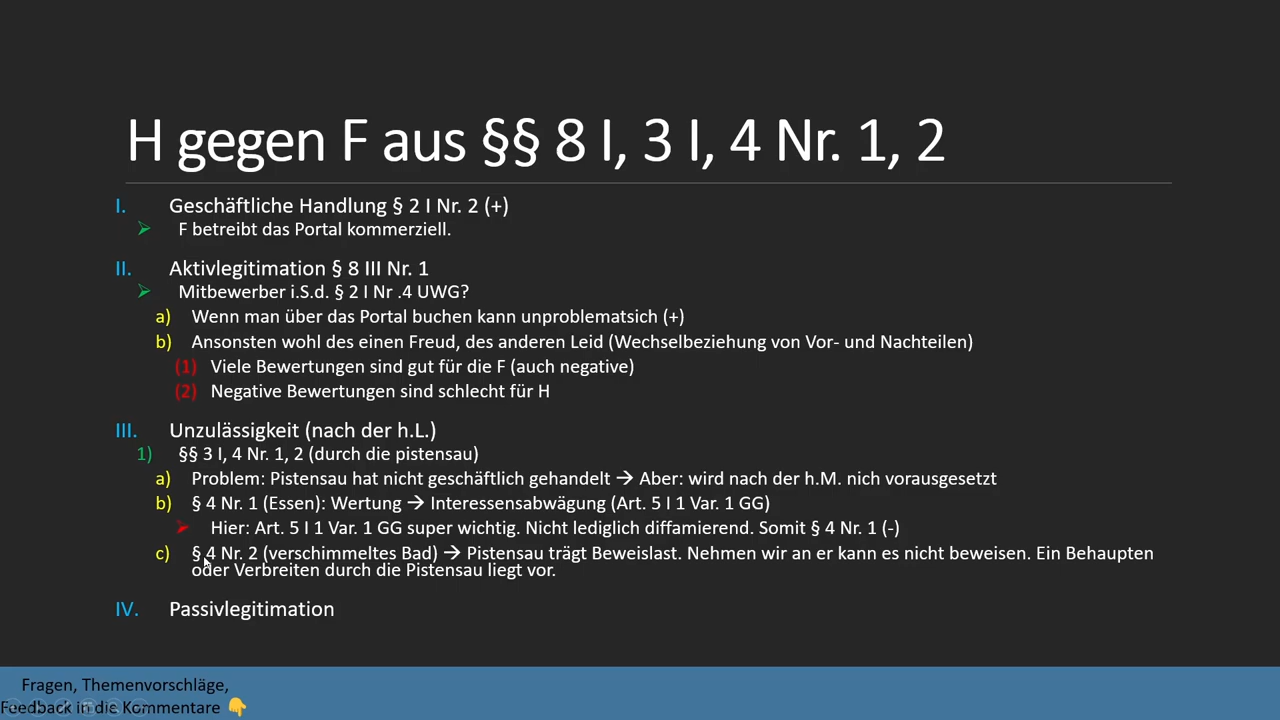 H gegen F aus §§ 8 I, 3 I, 4 Nr. 1, 2
I. Geschäftliche Handlung § 2 I Nr. 2 (+)
F betreibt das Portal kommerziell.
II. Aktivlegitimation § 8 III Nr. 1
Mitbewerber i.S.d. § 2 I Nr .4 UWG?
a) Wenn man über das Portal buchen kann unproblematsich (+)
b) Ansonsten wohl des einen Freud, des anderen Leid (Wechselbeziehung von Vor- und Nachteilen)
(1) Viele Bewertungen sind gut für die F (auch negative)
(2) Negative Bewertungen sind schlecht für H
III. Unzulässigkeit (nach der h.L.)
1) §§ 3 I, 4 Nr. 1, 2 (durch die pistensau)
a) Problem: Pistensau hat nicht geschäftlich gehandelt → Aber: wird nach der h.M. nich vorausgesetzt
b) § 4 Nr. 1 (Essen): Wertung → Interessensabwägung (Art. 5 I 1 Var. 1 GG)
Hier: Art. 5 I 1 Var. 1 GG super wichtig. Nicht lediglich diffamierend. Somit § 4 Nr. 1 (-)
c) § 4 Nr. 2 (verschimmeltes Bad) → Pistensau trägt Beweislast. Nehmen wir an er kann es nicht beweisen. Ein Behaupten
oder Verbreiten durch die Pistensau liegt vor.
IV. Passivlegitimation
Fragen, Themenvorschläge,
Feedback in die Kommentare 👇